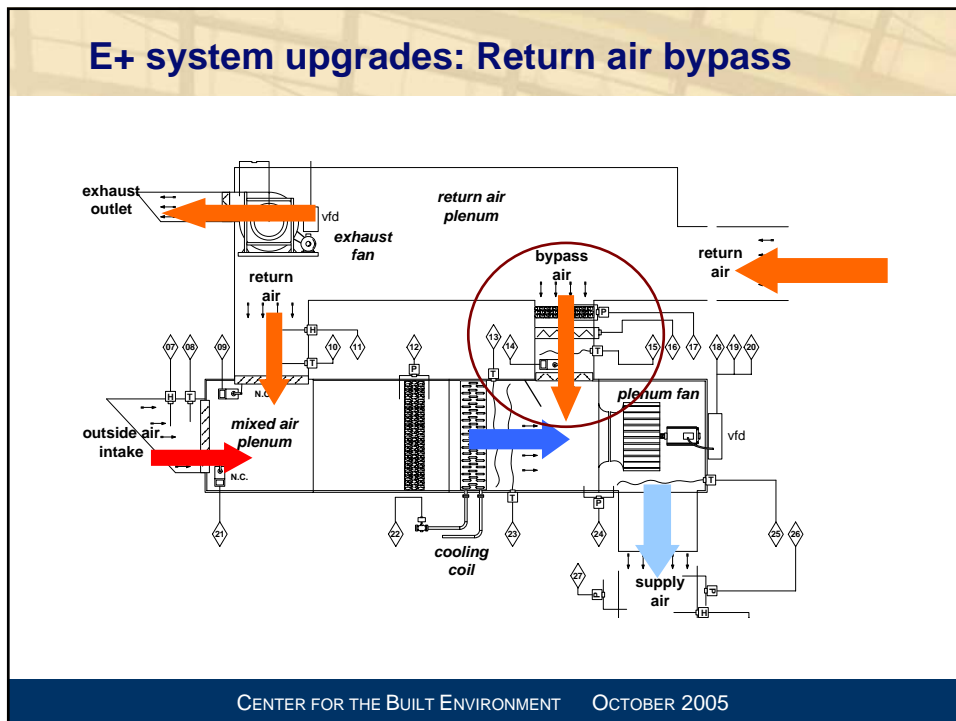 E+ system upgrades: Return air bypass
exhaust
outlet
vfd
exhaust
fan
return air
plenum
return
air
bypass
air
return
air
H
P
T
07
08
09
10
11
12
13
14
15
16
17
18
19
20
P
T
T
H
T
N.C.
mixed air
plenum
plenum fan
vfd
outside air
intake
N.C.
T
P
T
21
22
23
24
25
26
cooling
coil
27
P
supply
air
P
H
CENTER FOR THE BUILT ENVIRONMENT OCTOBER 2005